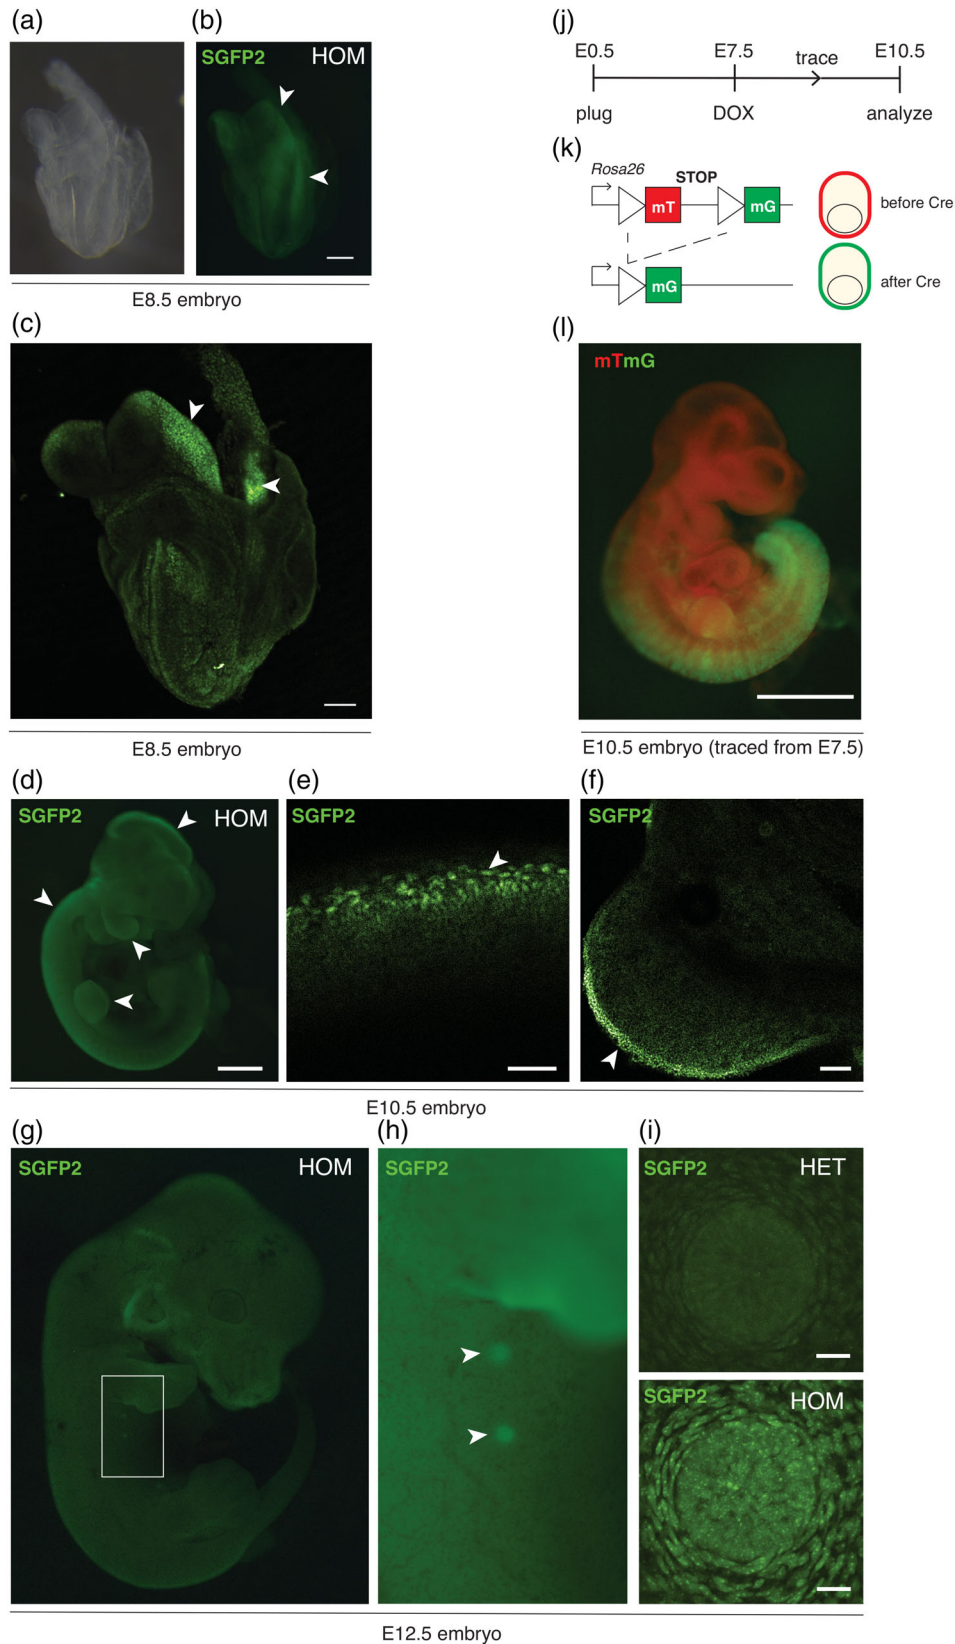 (a)
(b)
SGFP2
HOM
E8.5 embryo
(c)
E8.5 embryo
(d)
SGFP2
HOM
(e)
SGFP2
(f)
SGFP2
E10.5 embryo
(g)
SGFP2
HOM
(h)
SGFP2
(i)
SGFP2
HET
SGFP2
HOM
E12.5 embryo
(j)
E0.5
E7.5
trace
E10.5
plug
DOX
analyze
(k)
Rosa26
STOP
mT
mG
before Cre
mG
after Cre
(l)
mTmG
E10.5 embryo (traced from E7.5)